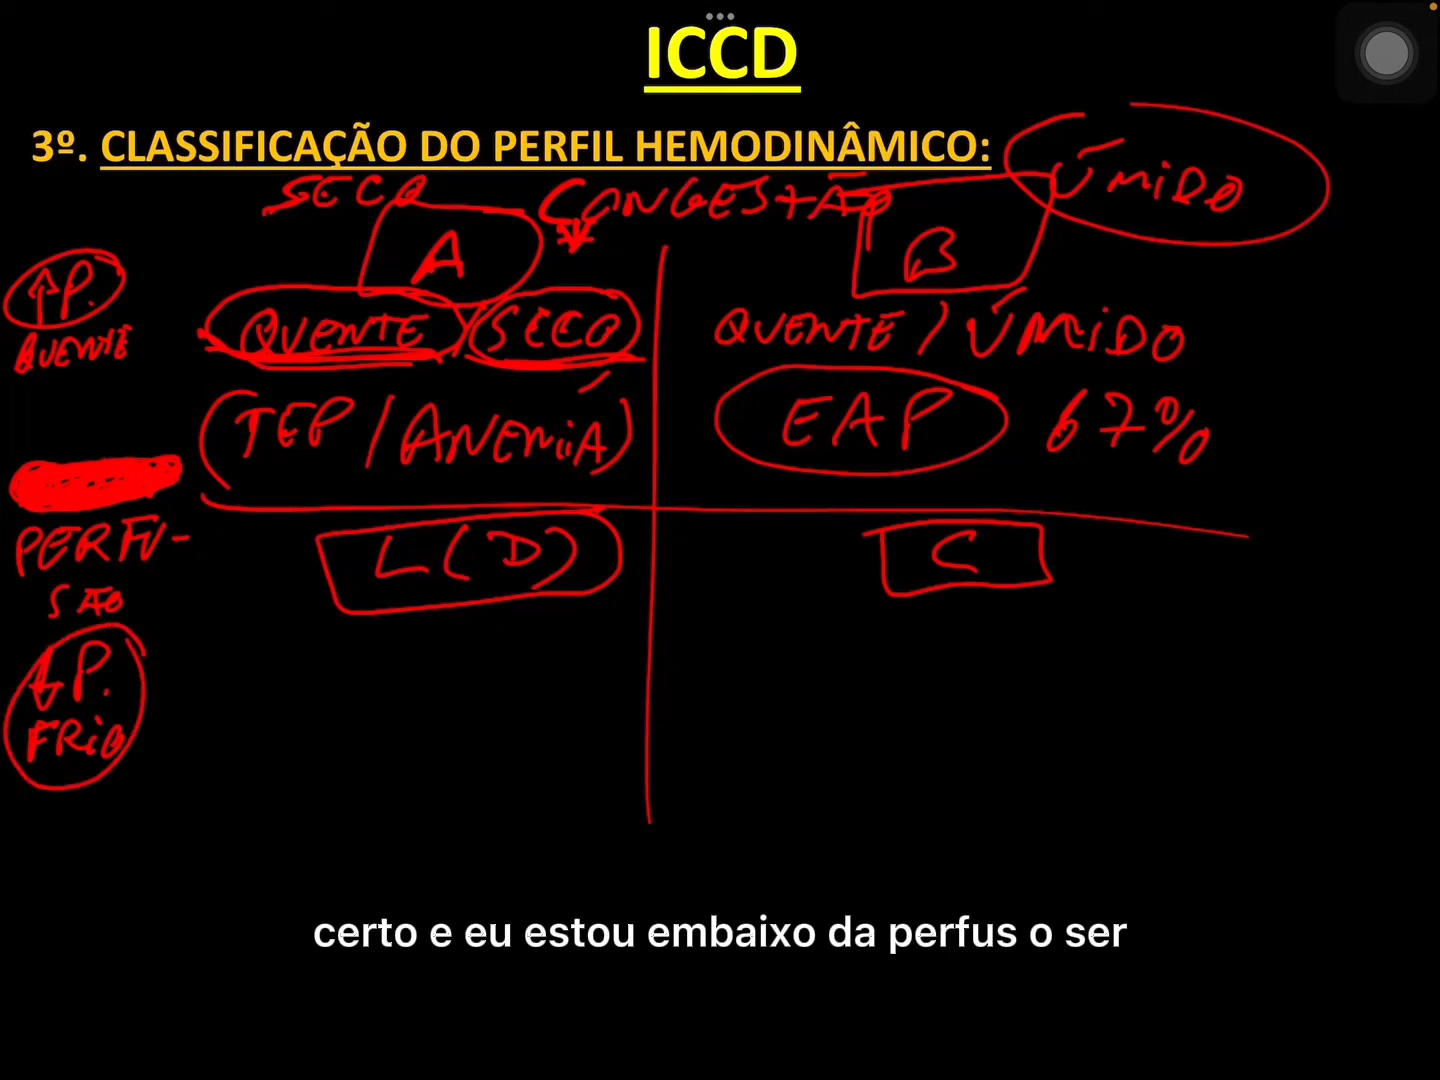 ICCD
3º. CLASSIFICAÇÃO DO PERFIL HEMODINÂMICO:
SECO CONGESTÃO ÚMIDO
A B
↑P.
QUENTE
QUENTE / SECO QUENTE / ÚMIDO
(TEP / ANEMIA) EAP 67%
PERFU-
SÃO
L (D) C
↓P.
FRIO
certo e eu estou embaixo da perfus o ser